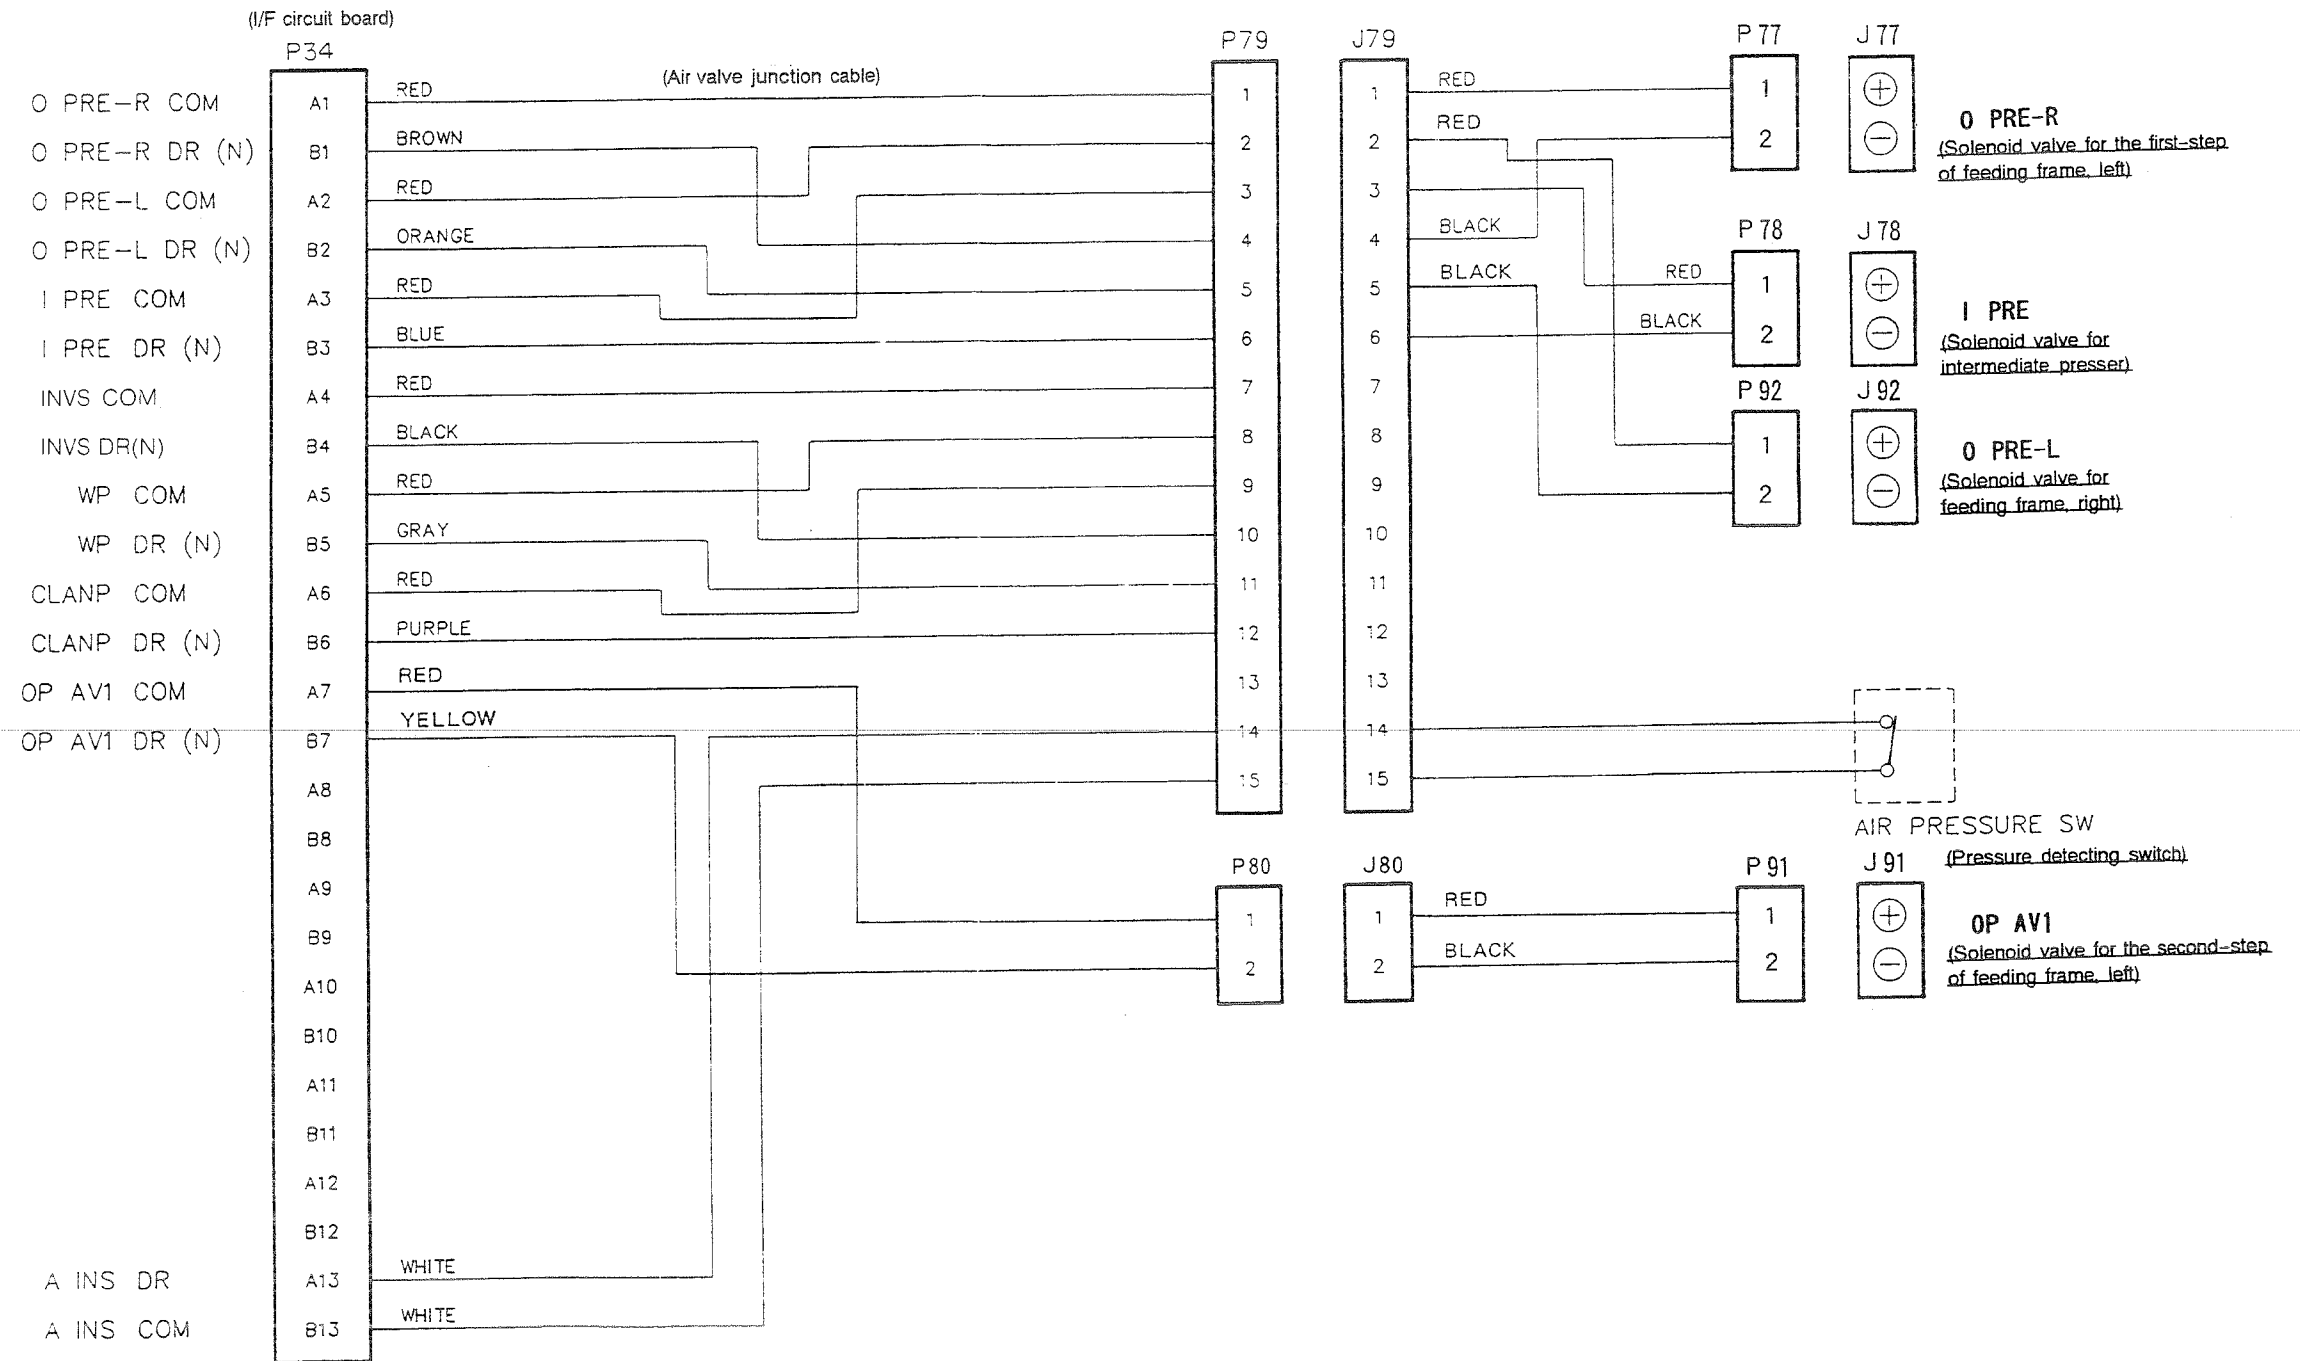 (I/F circuit board)
P34
(Air valve junction cable)
P79
J79
P 77
J 77
O PRE-R COM A1 RED 1 1 RED 1 +
O PRE-R DR (N) B1 BROWN 2 2 RED 2 −
O PRE-R
(Solenoid valve for the first-step
of feeding frame, left)
O PRE-L COM A2 RED 3 3
O PRE-L DR (N) B2 ORANGE 4 4 BLACK
P 78
J 78
I PRE COM A3 RED 5 5 BLACK RED 1 +
I PRE DR (N) B3 BLUE 6 6 BLACK 2 −
I PRE
(Solenoid valve for
intermediate presser)
INVS COM A4 RED 7 7
P 92
J 92
INVS DR(N) B4 BLACK 8 8 1 +
WP COM A5 RED 9 9 2 −
O PRE-L
(Solenoid valve for
feeding frame, right)
WP DR (N) B5 GRAY 10 10
CLANP COM A6 RED 11 11
CLANP DR (N) B6 PURPLE 12 12
OP AV1 COM A7 RED 13 13
OP AV1 DR (N) B7 YELLOW 14 14
A8 15 15
AIR PRESSURE SW
(Pressure detecting switch)
B8
P80
J80
P 91
J 91
A9
B9 1 1 RED 1 +
A10 2 2 BLACK 2 −
OP AV1
(Solenoid valve for the second-step
of feeding frame, left)
B10
A11
B11
A12
B12
A INS DR A13 WHITE
A INS COM B13 WHITE